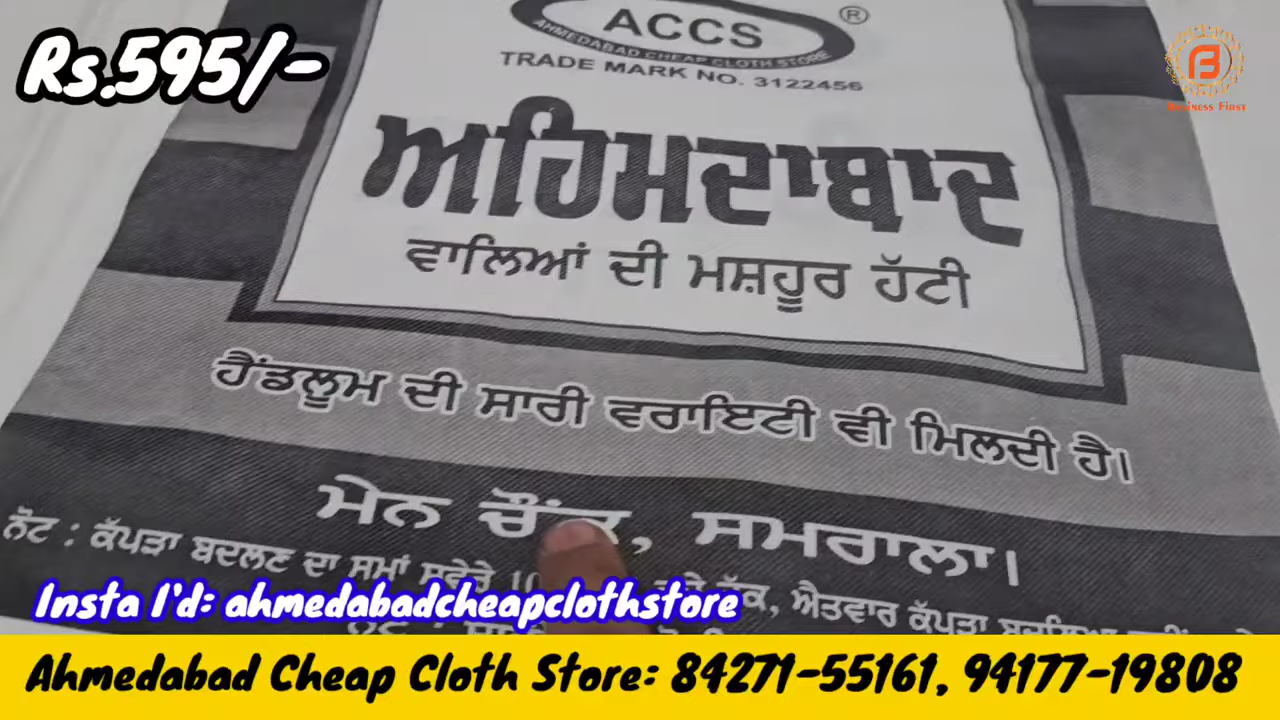 Rs.595/-
ACCS ®
AHMEDABAD CHEAP CLOTH STORE
TRADE MARK NO. 3122456
Business First
ਅਹਿਮਦਾਬਾਦ
ਵਾਲਿਆਂ ਦੀ ਮਸ਼ਹੂਰ ਹੱਟੀ
ਹੈਂਡਲੂਮ ਦੀ ਸਾਰੀ ਵਰਾਇਟੀ ਵੀ ਮਿਲਦੀ ਹੈ।
ਮੇਨ ਚੌਂਕ, ਸਮਰਾਲਾ।
ਨੋਟ : ਕੱਪੜਾ ਬਦਲਣ ਦਾ ਸਮਾਂ ਸਵੇਰੇ 10 ਤੱਕ, ਐਤਵਾਰ ਕੱਪੜਾ
Insta I'd: ahmedabadcheapclothstore
Ahmedabad Cheap Cloth Store: 84271-55161, 94177-19808